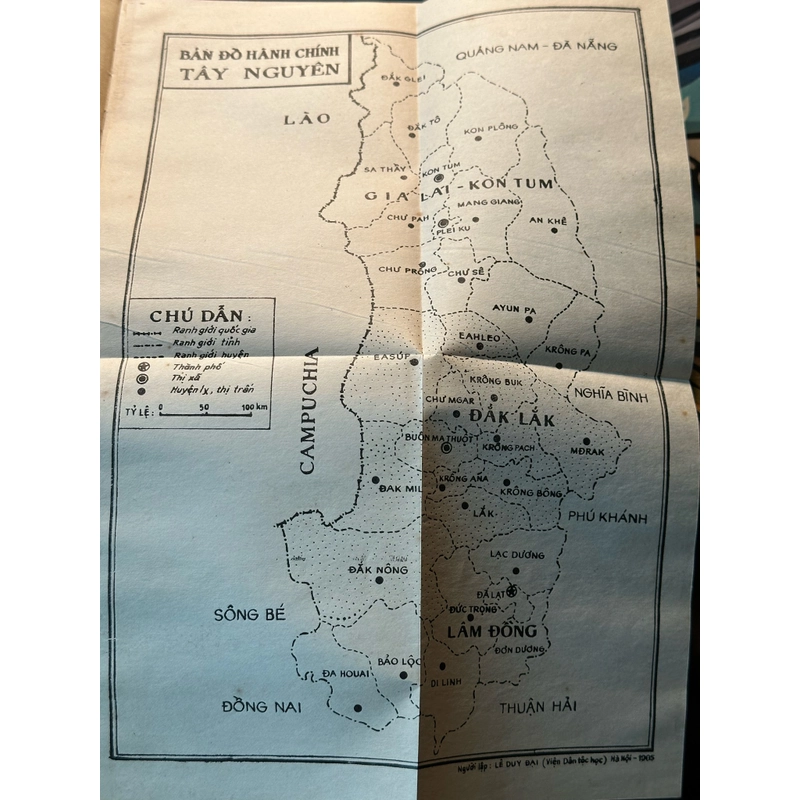 BẢN ĐỒ HÀNH CHÍNH
TÂY NGUYÊN
QUẢNG NAM - ĐÀ NẴNG
LÀO
ĐẮK GLEI
ĐẮK TÔ
KON PLÔNG
SA THẦY
KON TUM
GIA LAI - KON TUM
MANG GIANG
CHƯ PAH
PLEI KU
AN KHÊ
CHƯ PRÔNG
CHƯ SÊ
AYUN PA
CHÚ DẪN :
Ranh giới quốc gia
Ranh giới tỉnh
Ranh giới huyện
Thành phố
Thị xã
Huyện lỵ, thị trấn
TỶ LỆ :
0 50 100 km
EAHLEO
EASÚP
KRÔNG PA
CAMPUCHIA
KRÔNG BUK
NGHĨA BÌNH
CHƯ MGAR
ĐẮK LẮK
BUÔN MA THUỘT
KRÔNG PACH
MĐRAK
KRÔNG ANA
ĐAK MIL
KRÔNG BÔNG
LẮK
PHÚ KHÁNH
LẠC DƯƠNG
ĐẮK NÔNG
ĐÀ LẠT
ĐỨC TRỌNG
SÔNG BÉ
LÂM ĐỒNG
ĐƠN DƯƠNG
BẢO LỘC
ĐA HOUAI
DI LINH
ĐỒNG NAI
THUẬN HẢI
Người lập : LÊ DUY ĐẠI (Viện Dân tộc học) Hà Nội -